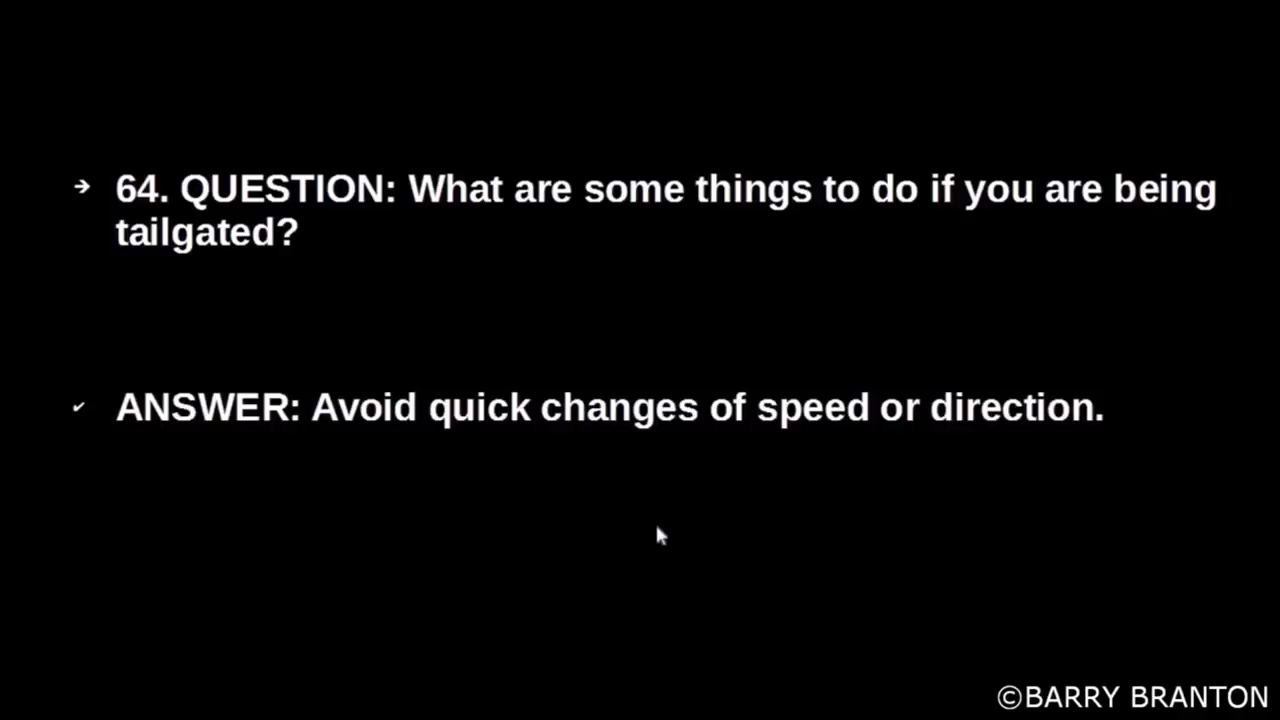 ➔ 64. QUESTION: What are some things to do if you are being
tailgated?
✔ ANSWER: Avoid quick changes of speed or direction.
©BARRY BRANTON